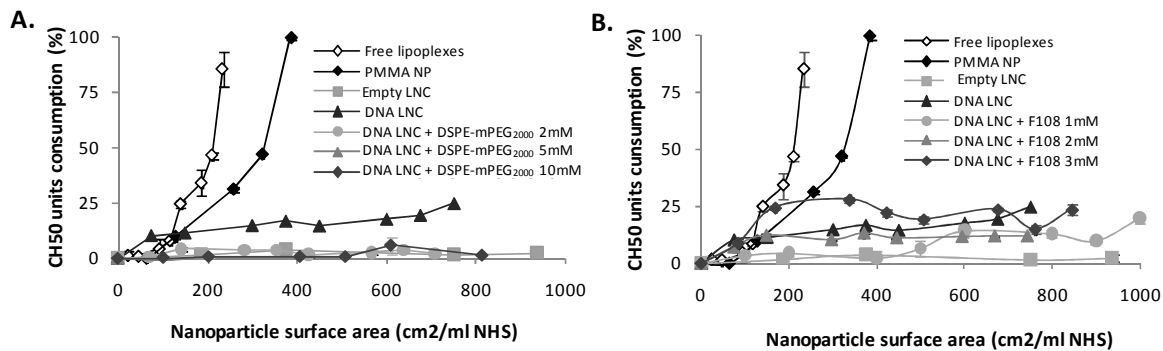 A.
CH50 units consumption (%)
100
75
50
25
0
0 200 400 600 800 1000
Nanoparticle surface area (cm2/ml NHS)
Free lipoplexes
PMMA NP
Empty LNC
DNA LNC
DNA LNC + DSPE-mPEG2000 2mM
DNA LNC + DSPE-mPEG2000 5mM
DNA LNC + DSPE-mPEG2000 10mM
B.
CH50 units cunsumption (%)
100
75
50
25
0
0 200 400 600 800 1000
Nanoparticle surface area (cm2/ml NHS)
Free lipoplexes
PMMA NP
Empty LNC
DNA LNC
DNA LNC + F108 1mM
DNA LNC + F108 2mM
DNA LNC + F108 3mM